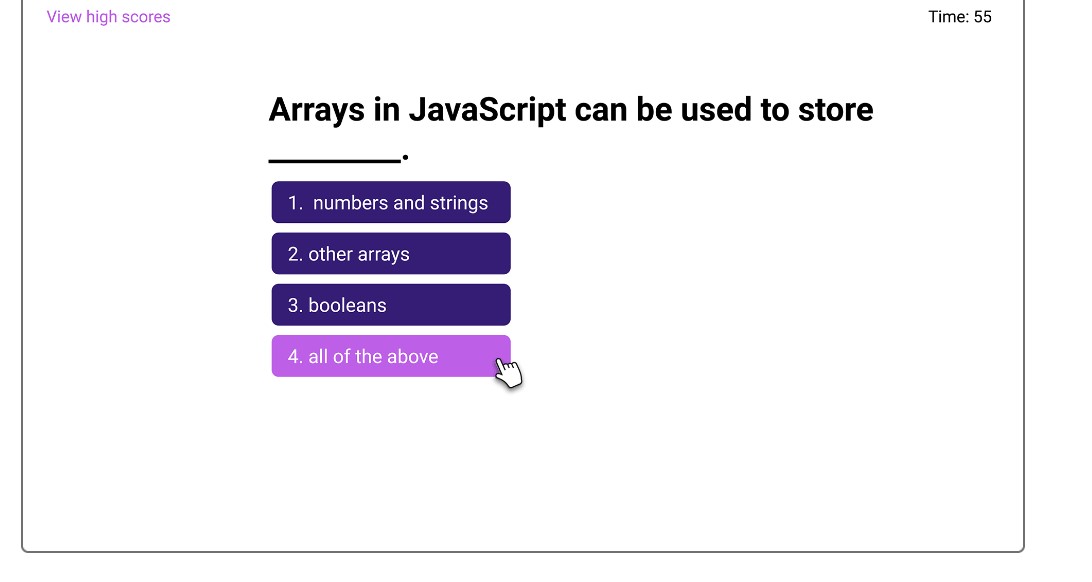 View high scores
Time: 55
Arrays in JavaScript can be used to store
________.
1. numbers and strings
2. other arrays
3. booleans
4. all of the above